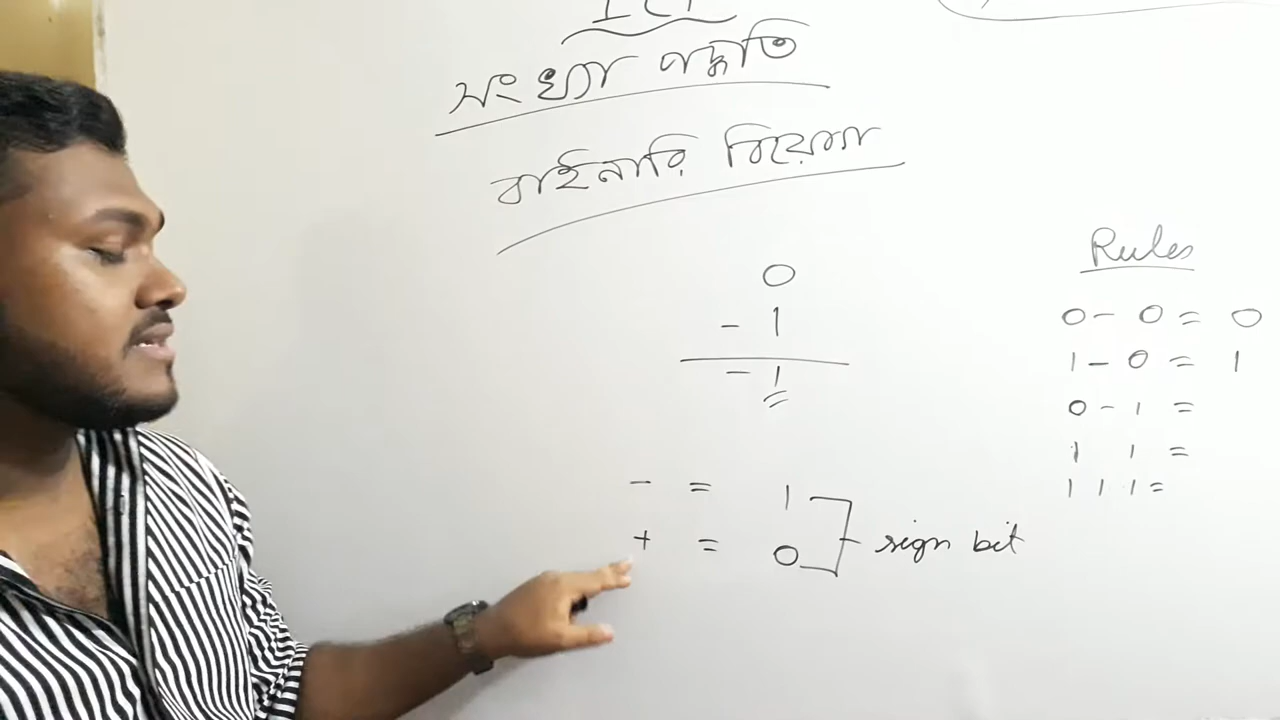 ICT
সংখ্যা পদ্ধতি
বাইনারি বিয়োগ
0
- 1
- 1
- = 1
+ = 0
sign bit
Rules
0 - 0 = 0
1 - 0 = 1
0 - 1 =
1 1 =
1 1 1 =